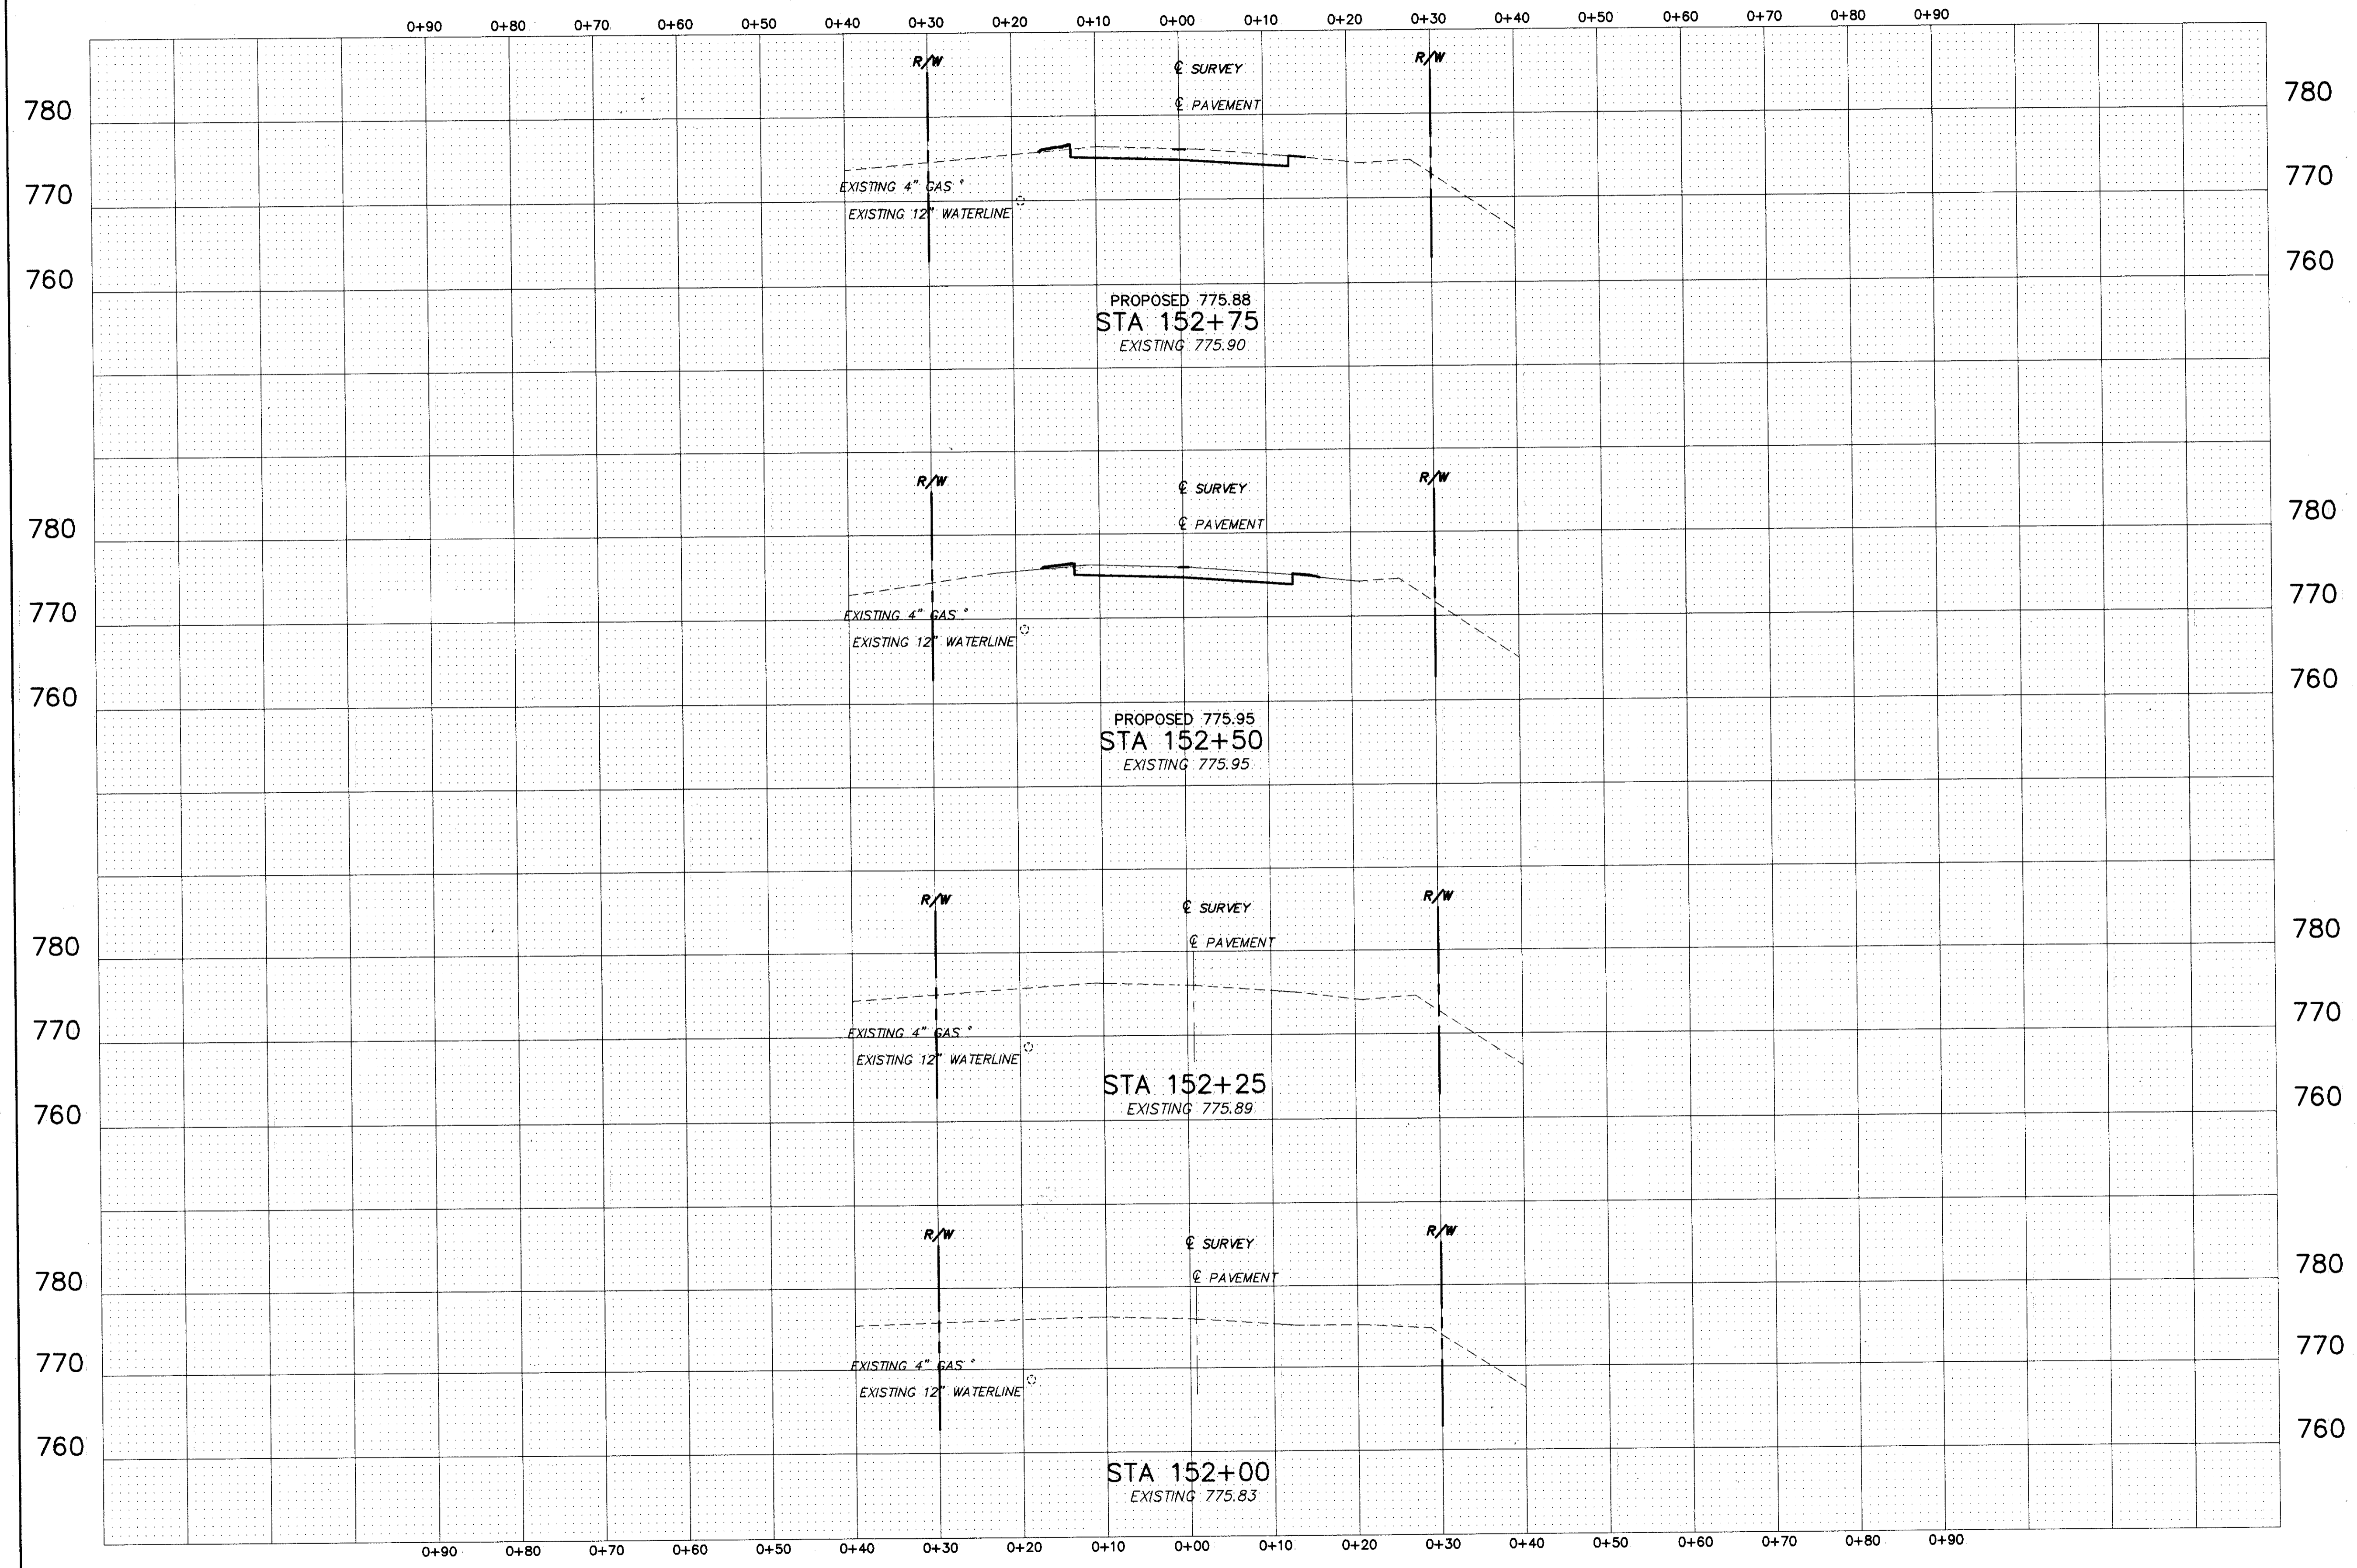 0+90 0+80 0+70 0+60 0+50 0+40 0+30 0+20 0+10 0+00 0+10 0+20 0+30 0+40 0+50 0+60 0+70 0+80 0+90
R/W R/W
℄ SURVEY
℄ PAVEMENT
780 780
770 770
EXISTING 4" GAS
EXISTING 12" WATERLINE
760 760
PROPOSED 775.88
STA 152+75
EXISTING 775.90
R/W R/W
℄ SURVEY
℄ PAVEMENT
780 780
770 770
EXISTING 4" GAS
EXISTING 12" WATERLINE
760 760
PROPOSED 775.95
STA 152+50
EXISTING 775.95
R/W R/W
℄ SURVEY
℄ PAVEMENT
780 780
770 770
EXISTING 4" GAS
EXISTING 12" WATERLINE
STA 152+25
EXISTING 775.89
760 760
R/W R/W
℄ SURVEY
℄ PAVEMENT
780 780
770 770
EXISTING 4" GAS
EXISTING 12" WATERLINE
760 760
STA 152+00
EXISTING 775.83
0+90 0+80 0+70 0+60 0+50 0+40 0+30 0+20 0+10 0+00 0+10 0+20 0+30 0+40 0+50 0+60 0+70 0+80 0+90